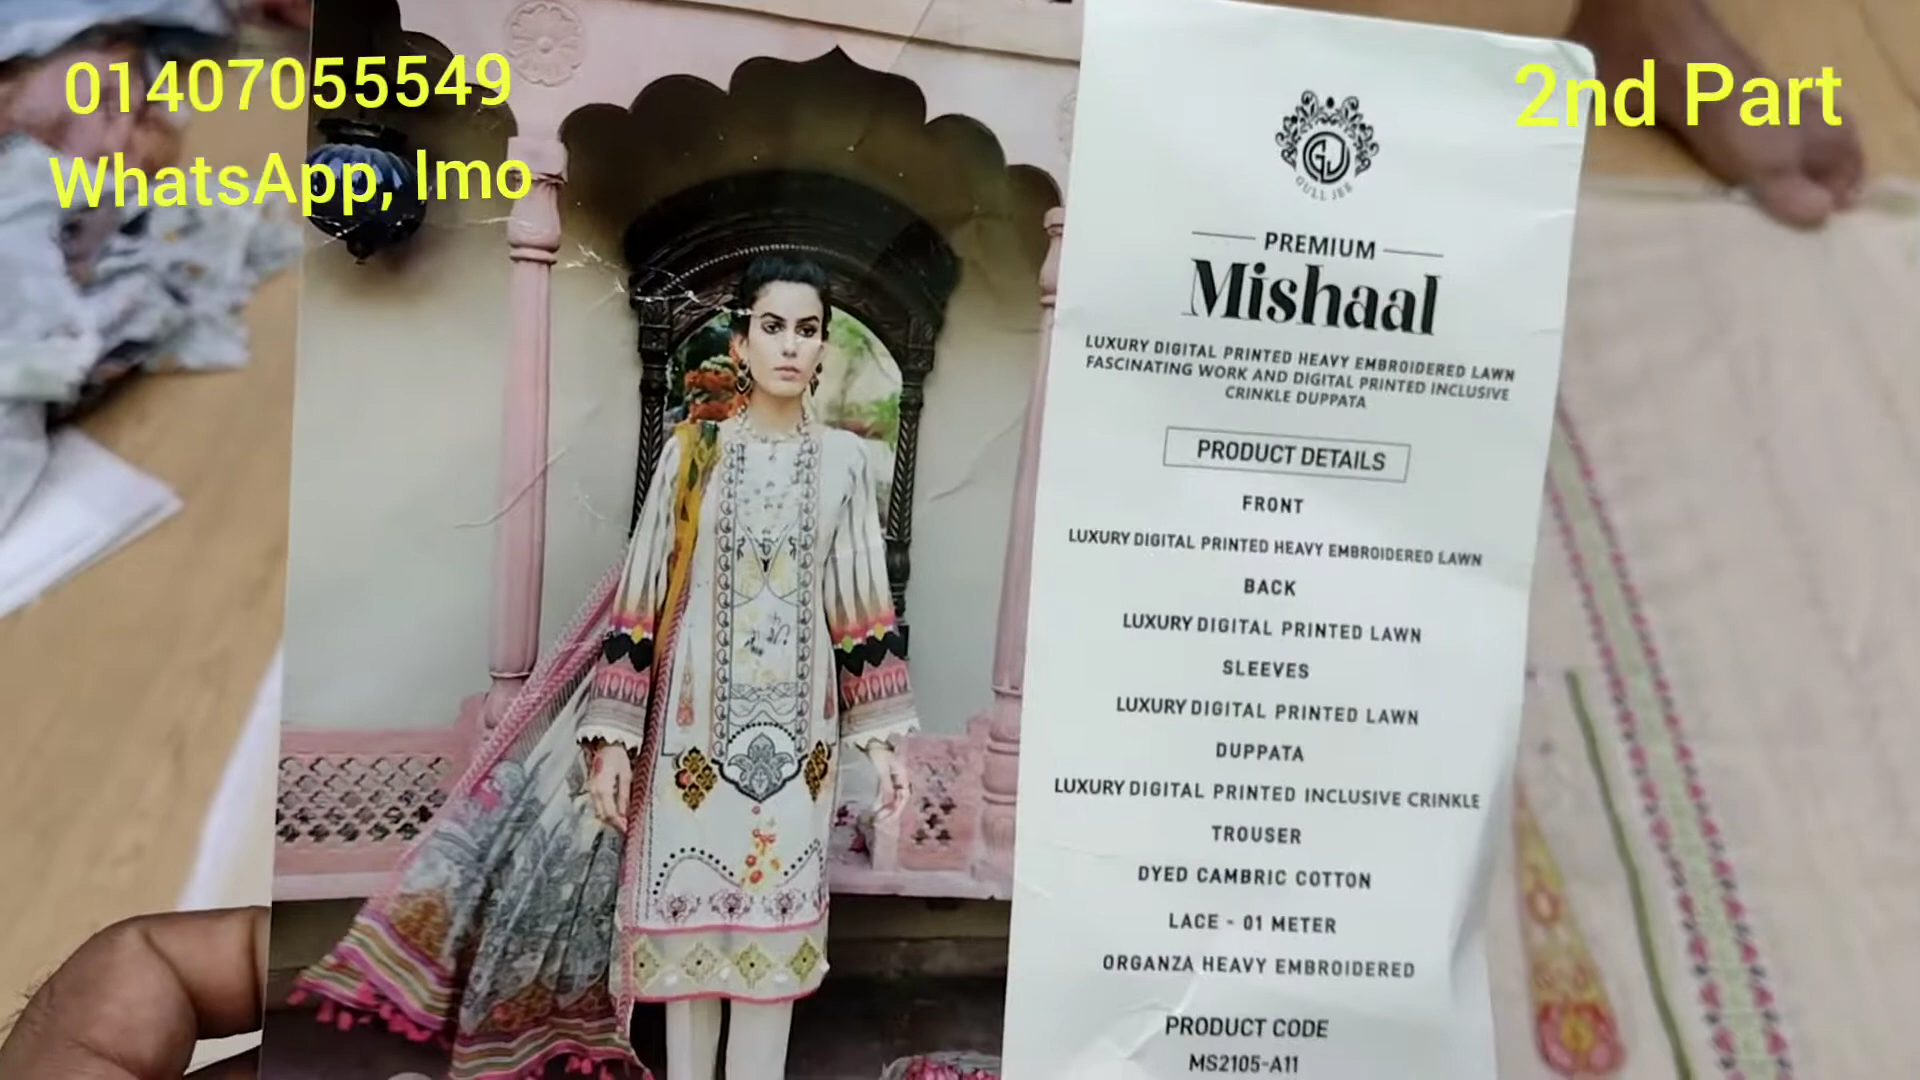 01407055549
WhatsApp, Imo
2nd Part
GJ
GULL JEE
PREMIUM
Mishaal
LUXURY DIGITAL PRINTED HEAVY EMBROIDERED LAWN
FASCINATING WORK AND DIGITAL PRINTED INCLUSIVE
CRINKLE DUPPATA
PRODUCT DETAILS
FRONT
LUXURY DIGITAL PRINTED HEAVY EMBROIDERED LAWN
BACK
LUXURY DIGITAL PRINTED LAWN
SLEEVES
LUXURY DIGITAL PRINTED LAWN
DUPPATA
LUXURY DIGITAL PRINTED INCLUSIVE CRINKLE
TROUSER
DYED CAMBRIC COTTON
LACE - 01 METER
ORGANZA HEAVY EMBROIDERED
PRODUCT CODE
MS2105-A11